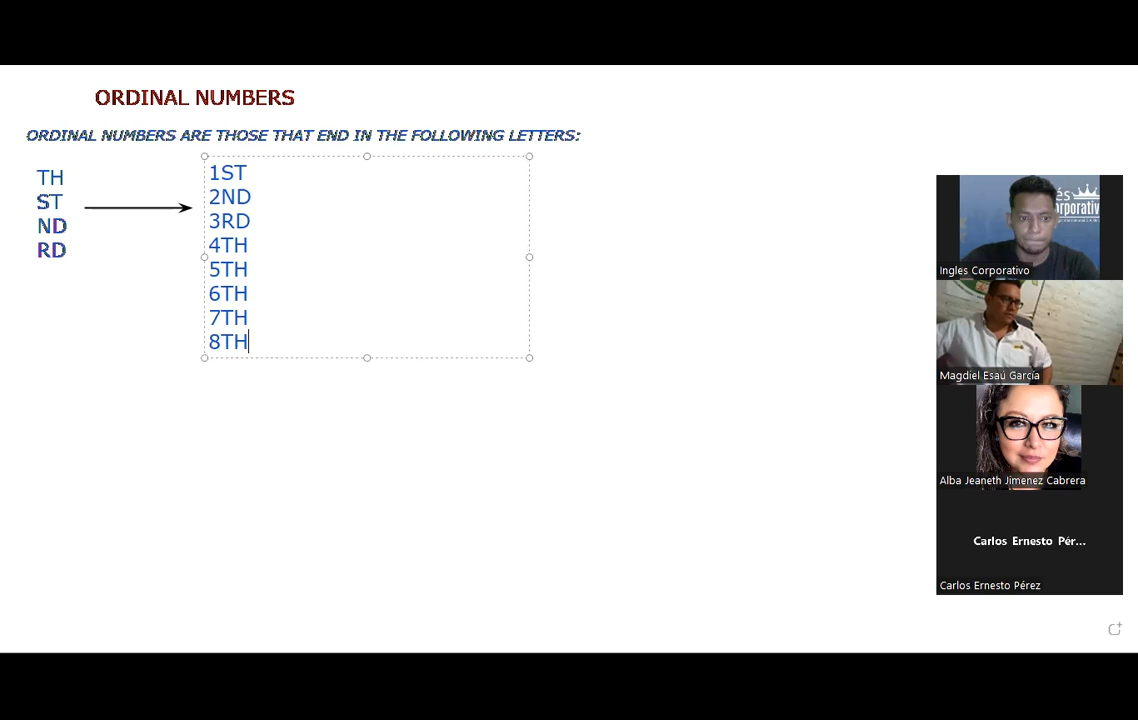 ORDINAL NUMBERS
ORDINAL NUMBERS ARE THOSE THAT END IN THE FOLLOWING LETTERS:
TH
ST
ND
RD
1ST
2ND
3RD
4TH
5TH
6TH
7TH
8TH
Ingles Corporativo
Magdiel Esaú García
Alba Jeaneth Jimenez Cabrera
Carlos Ernesto Pér...
Carlos Ernesto Pérez